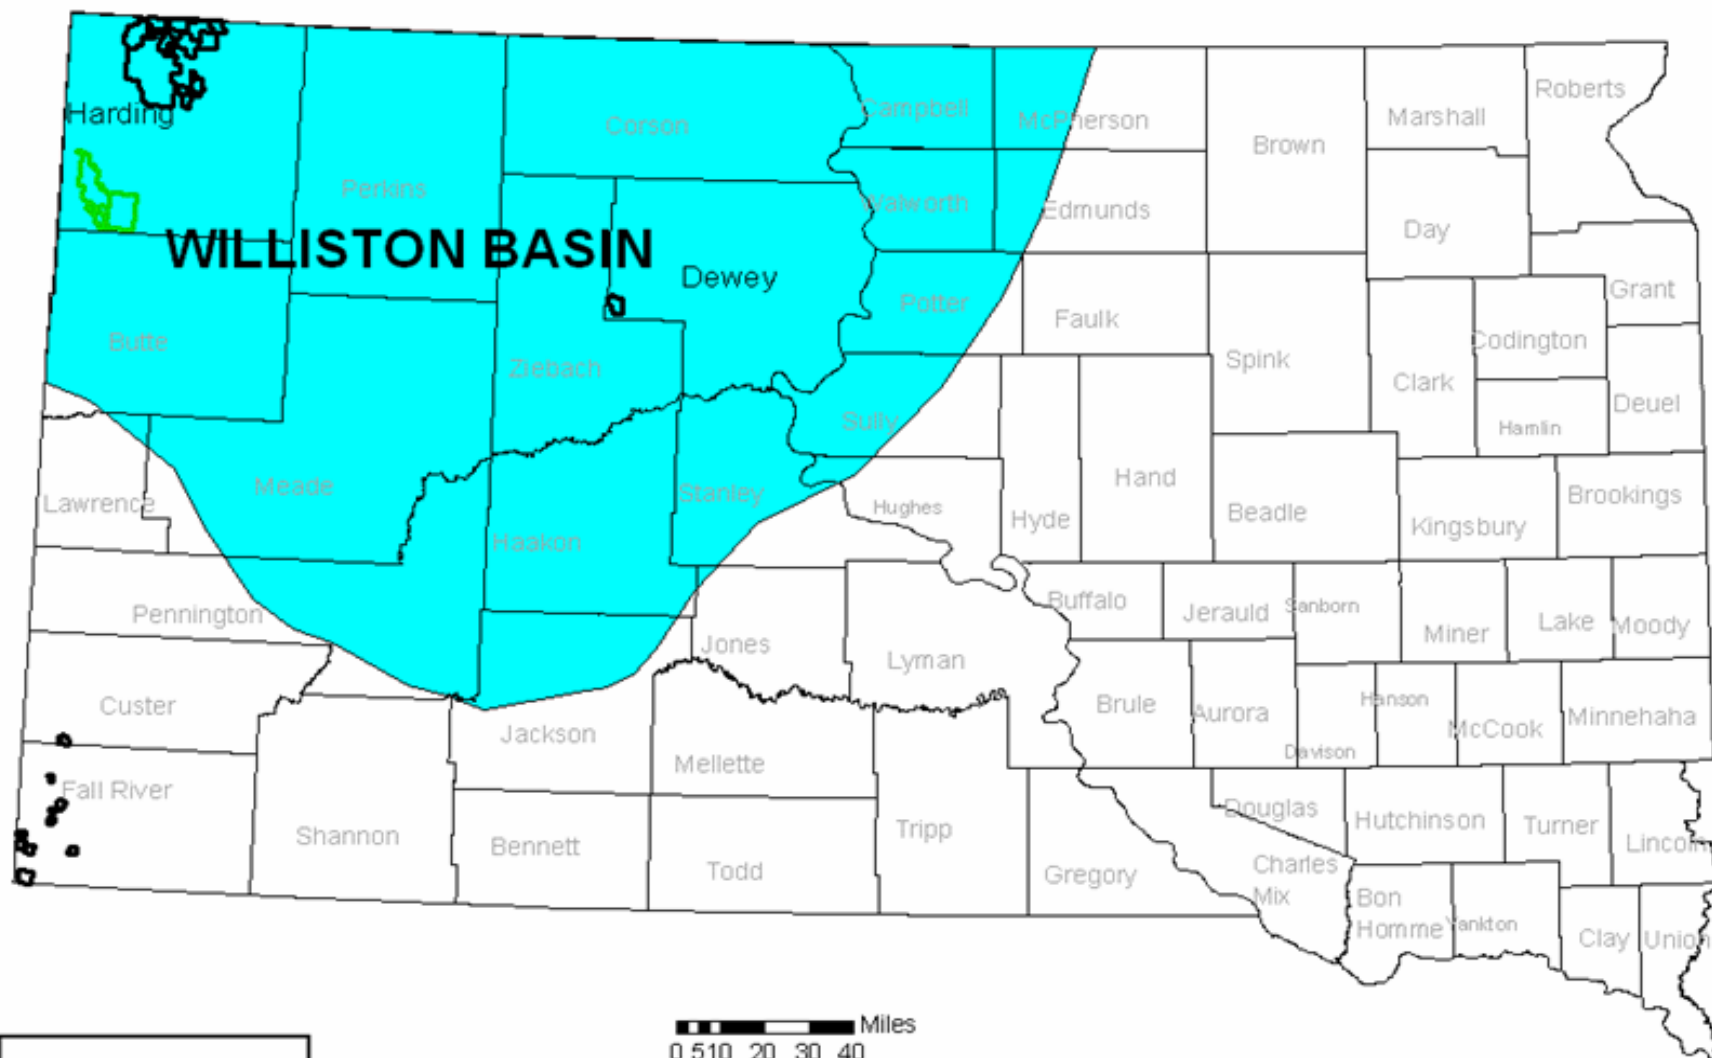 Roberts
Campbell
McPherson
Marshall
Harding
Corson
Brown
Perkins
Walworth
Edmunds
Day
WILLISTON BASIN
Dewey
Potter
Grant
Faulk
Butte
Ziebach
Spink
Codington
Clark
Deuel
Sully
Hamlin
Meade
Stanley
Hand
Brookings
Lawrence
Hughes
Hyde
Beadle
Kingsbury
Haakon
Pennington
Buffalo
Jerauld
Sanborn
Miner
Lake
Moody
Jones
Lyman
Custer
Jackson
Brule
Aurora
Hanson
McCook
Minnehaha
Davison
Mellette
Fall River
Shannon
Bennett
Todd
Tripp
Gregory
Douglas
Hutchinson
Turner
Lincoln
Charles
Mix
Bon
Homme
Yankton
Clay
Union
Miles
0 510 20 30 40